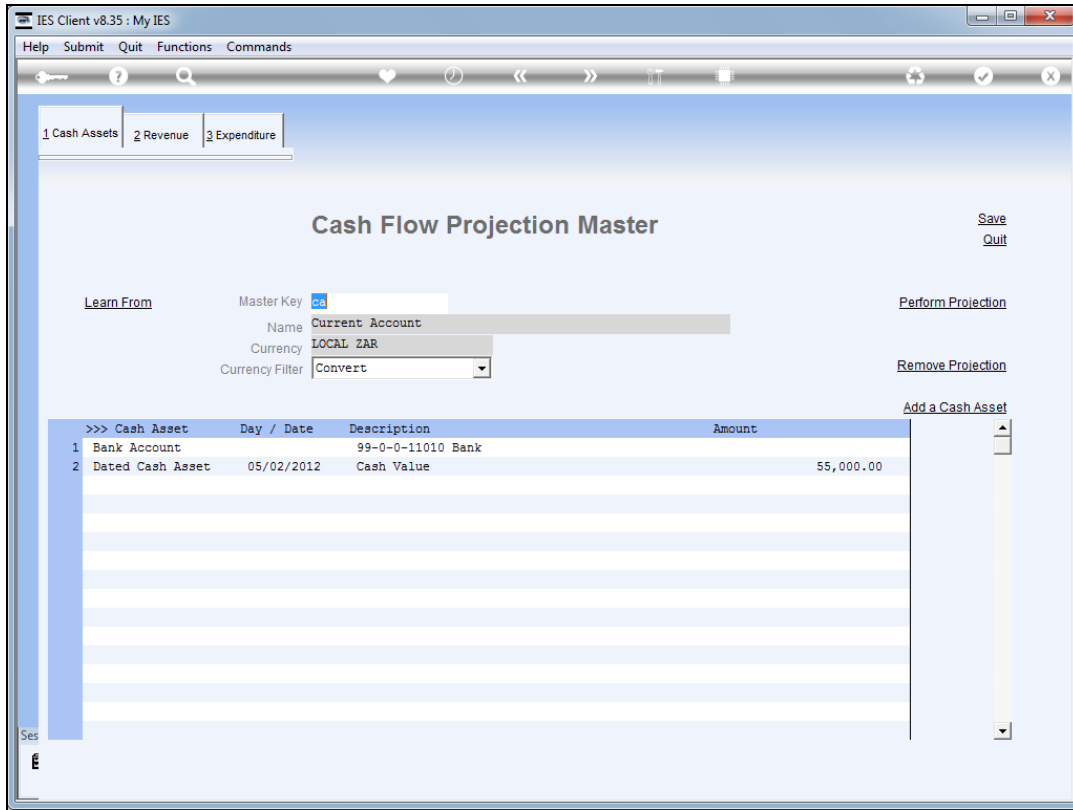 IES Client v8.35 : My IES
Help Submit Quit Functions Commands
1 Cash Assets 2 Revenue 3 Expenditure
Cash Flow Projection Master
Save
Quit
Learn From Master Key ca Perform Projection
Name Current Account
Currency LOCAL ZAR
Currency Filter Convert Remove Projection
Add a Cash Asset
>>> Cash Asset Day / Date Description Amount
1 Bank Account 99-0-0-11010 Bank
2 Dated Cash Asset 05/02/2012 Cash Value 55,000.00
Ses